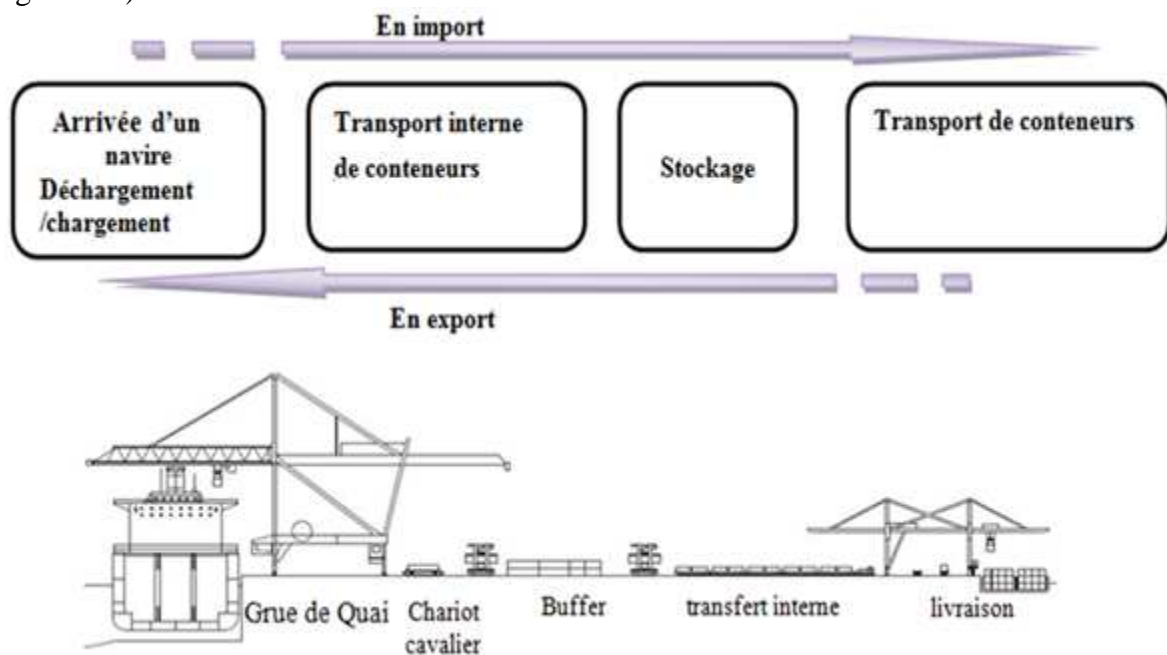 En import
Arrivée d’un
navire
Déchargement
/chargement
Transport interne
de conteneurs
Stockage
Transport de conteneurs
En export
Grue de Quai
Chariot
cavalier
Buffer
transfert interne
livraison